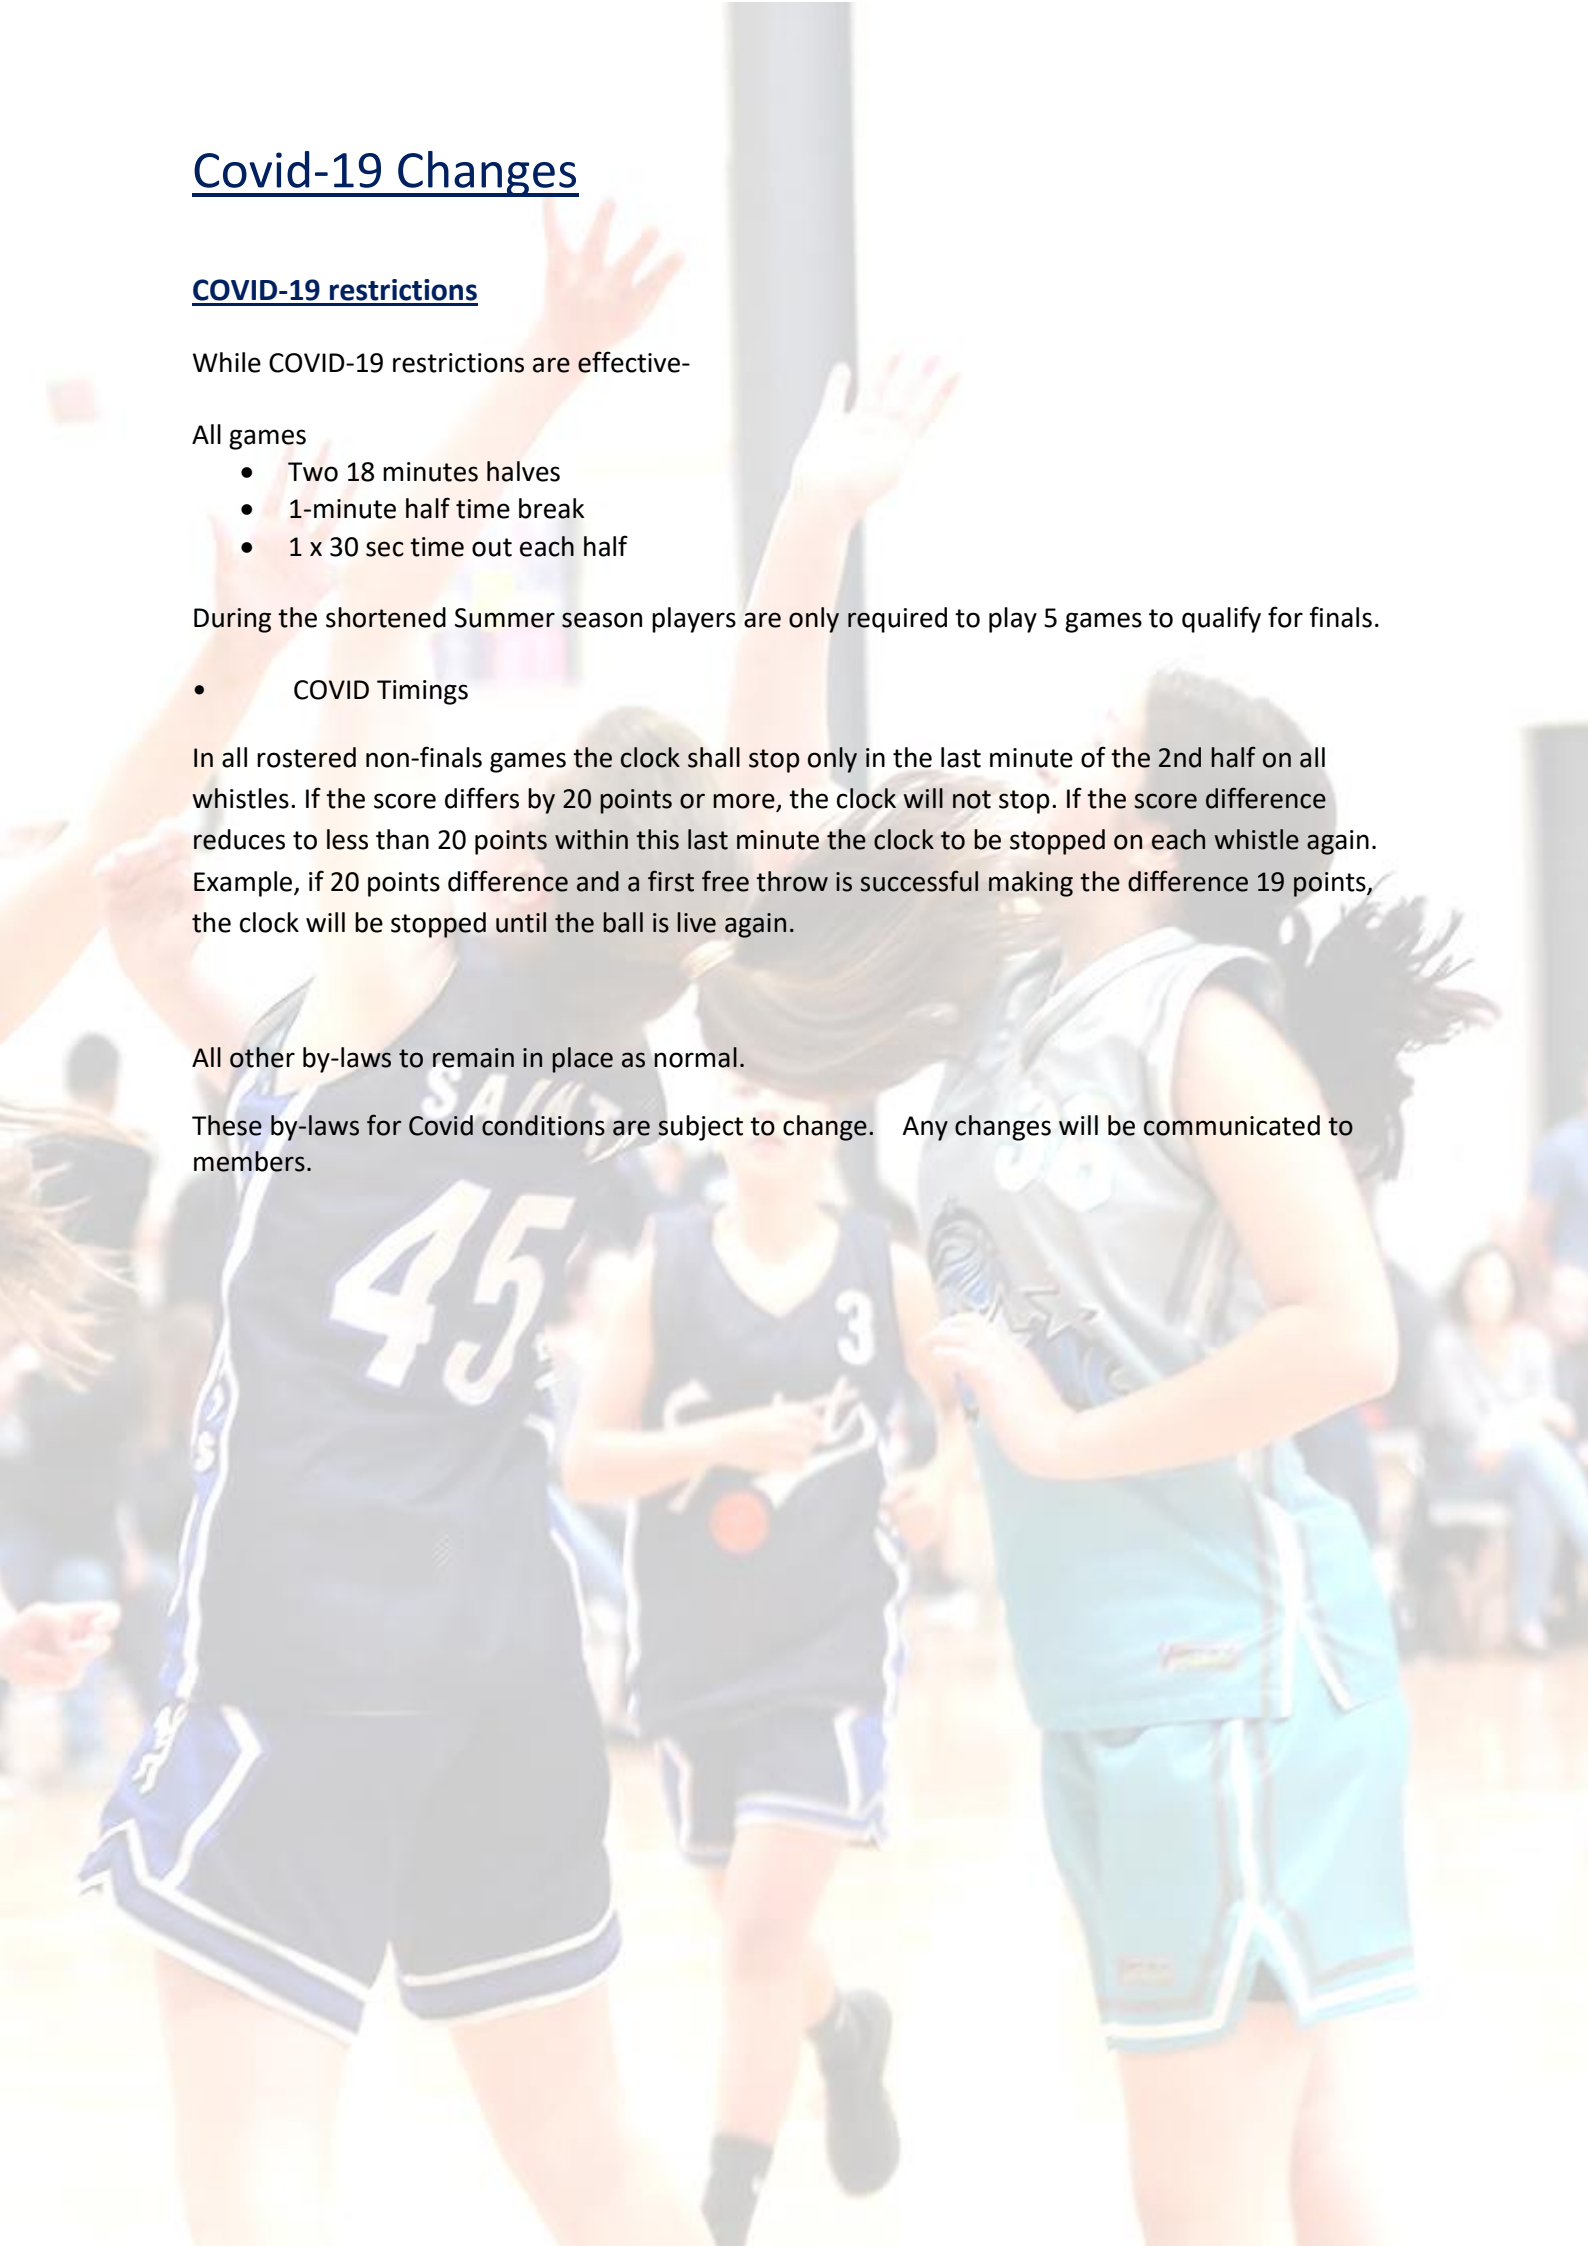 Covid-19 Changes
COVID-19 restrictions
While COVID-19 restrictions are effective-
All games
• Two 18 minutes halves
• 1-minute half time break
• 1 x 30 sec time out each half
During the shortened Summer season players are only required to play 5 games to qualify for finals.
• COVID Timings
In all rostered non-finals games the clock shall stop only in the last minute of the 2nd half on all
whistles. If the score differs by 20 points or more, the clock will not stop. If the score difference
reduces to less than 20 points within this last minute the clock to be stopped on each whistle again.
Example, if 20 points difference and a first free throw is successful making the difference 19 points,
the clock will be stopped until the ball is live again.
All other by-laws to remain in place as normal.
These by-laws for Covid conditions are subject to change. Any changes will be communicated to
members.
SAINTS
45
3
Saints